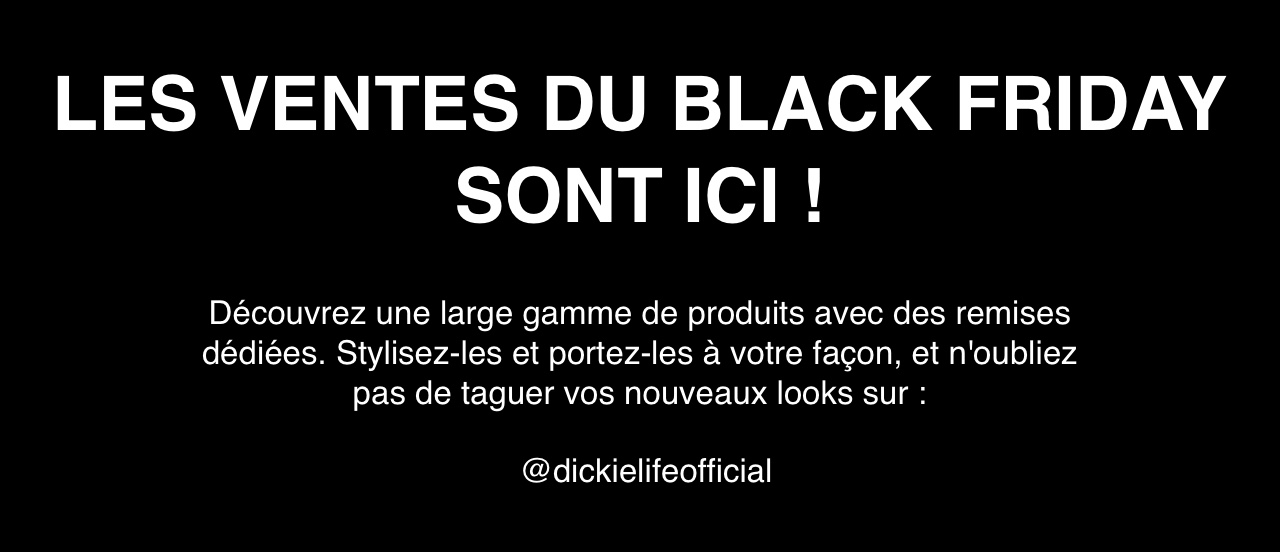 LES VENTES DU BLACK FRIDAY
SONT ICI !
Découvrez une large gamme de produits avec des remises
dédiées. Stylisez-les et portez-les à votre façon, et n'oubliez
pas de taguer vos nouveaux looks sur :
@dickielifeofficial